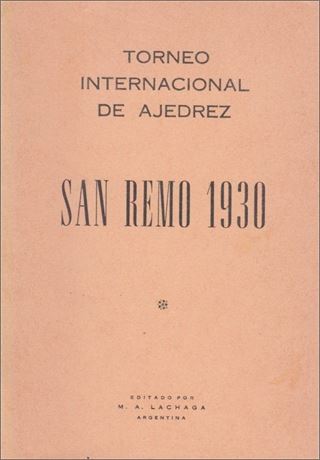 TORNEO
INTERNACIONAL
DE AJEDREZ
SAN REMO 1930
EDITADO POR
M. A. LACHAGA
ARGENTINA